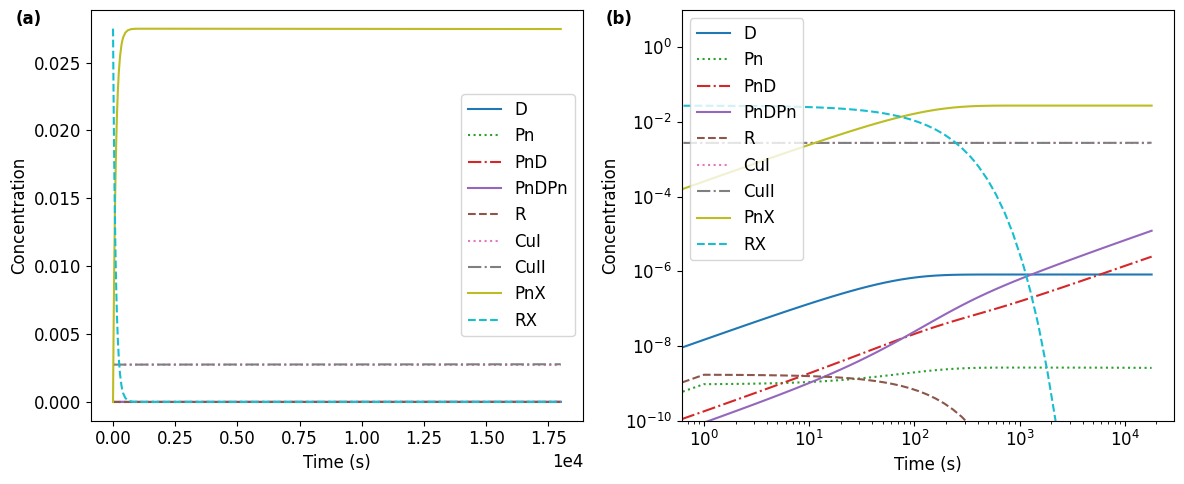 (a)
Concentration
0.025
0.020
0.015
0.010
0.005
0.000
D
Pn
PnD
PnDPn
R
CuI
CuII
PnX
RX
0.00 0.25 0.50 0.75 1.00 1.25 1.50 1.75
1e4
Time (s)
(b)
Concentration
10^0
10^-2
10^-4
10^-6
10^-8
10^-10
D
Pn
PnD
PnDPn
R
CuI
CuII
PnX
RX
10^0 10^1 10^2 10^3 10^4
Time (s)